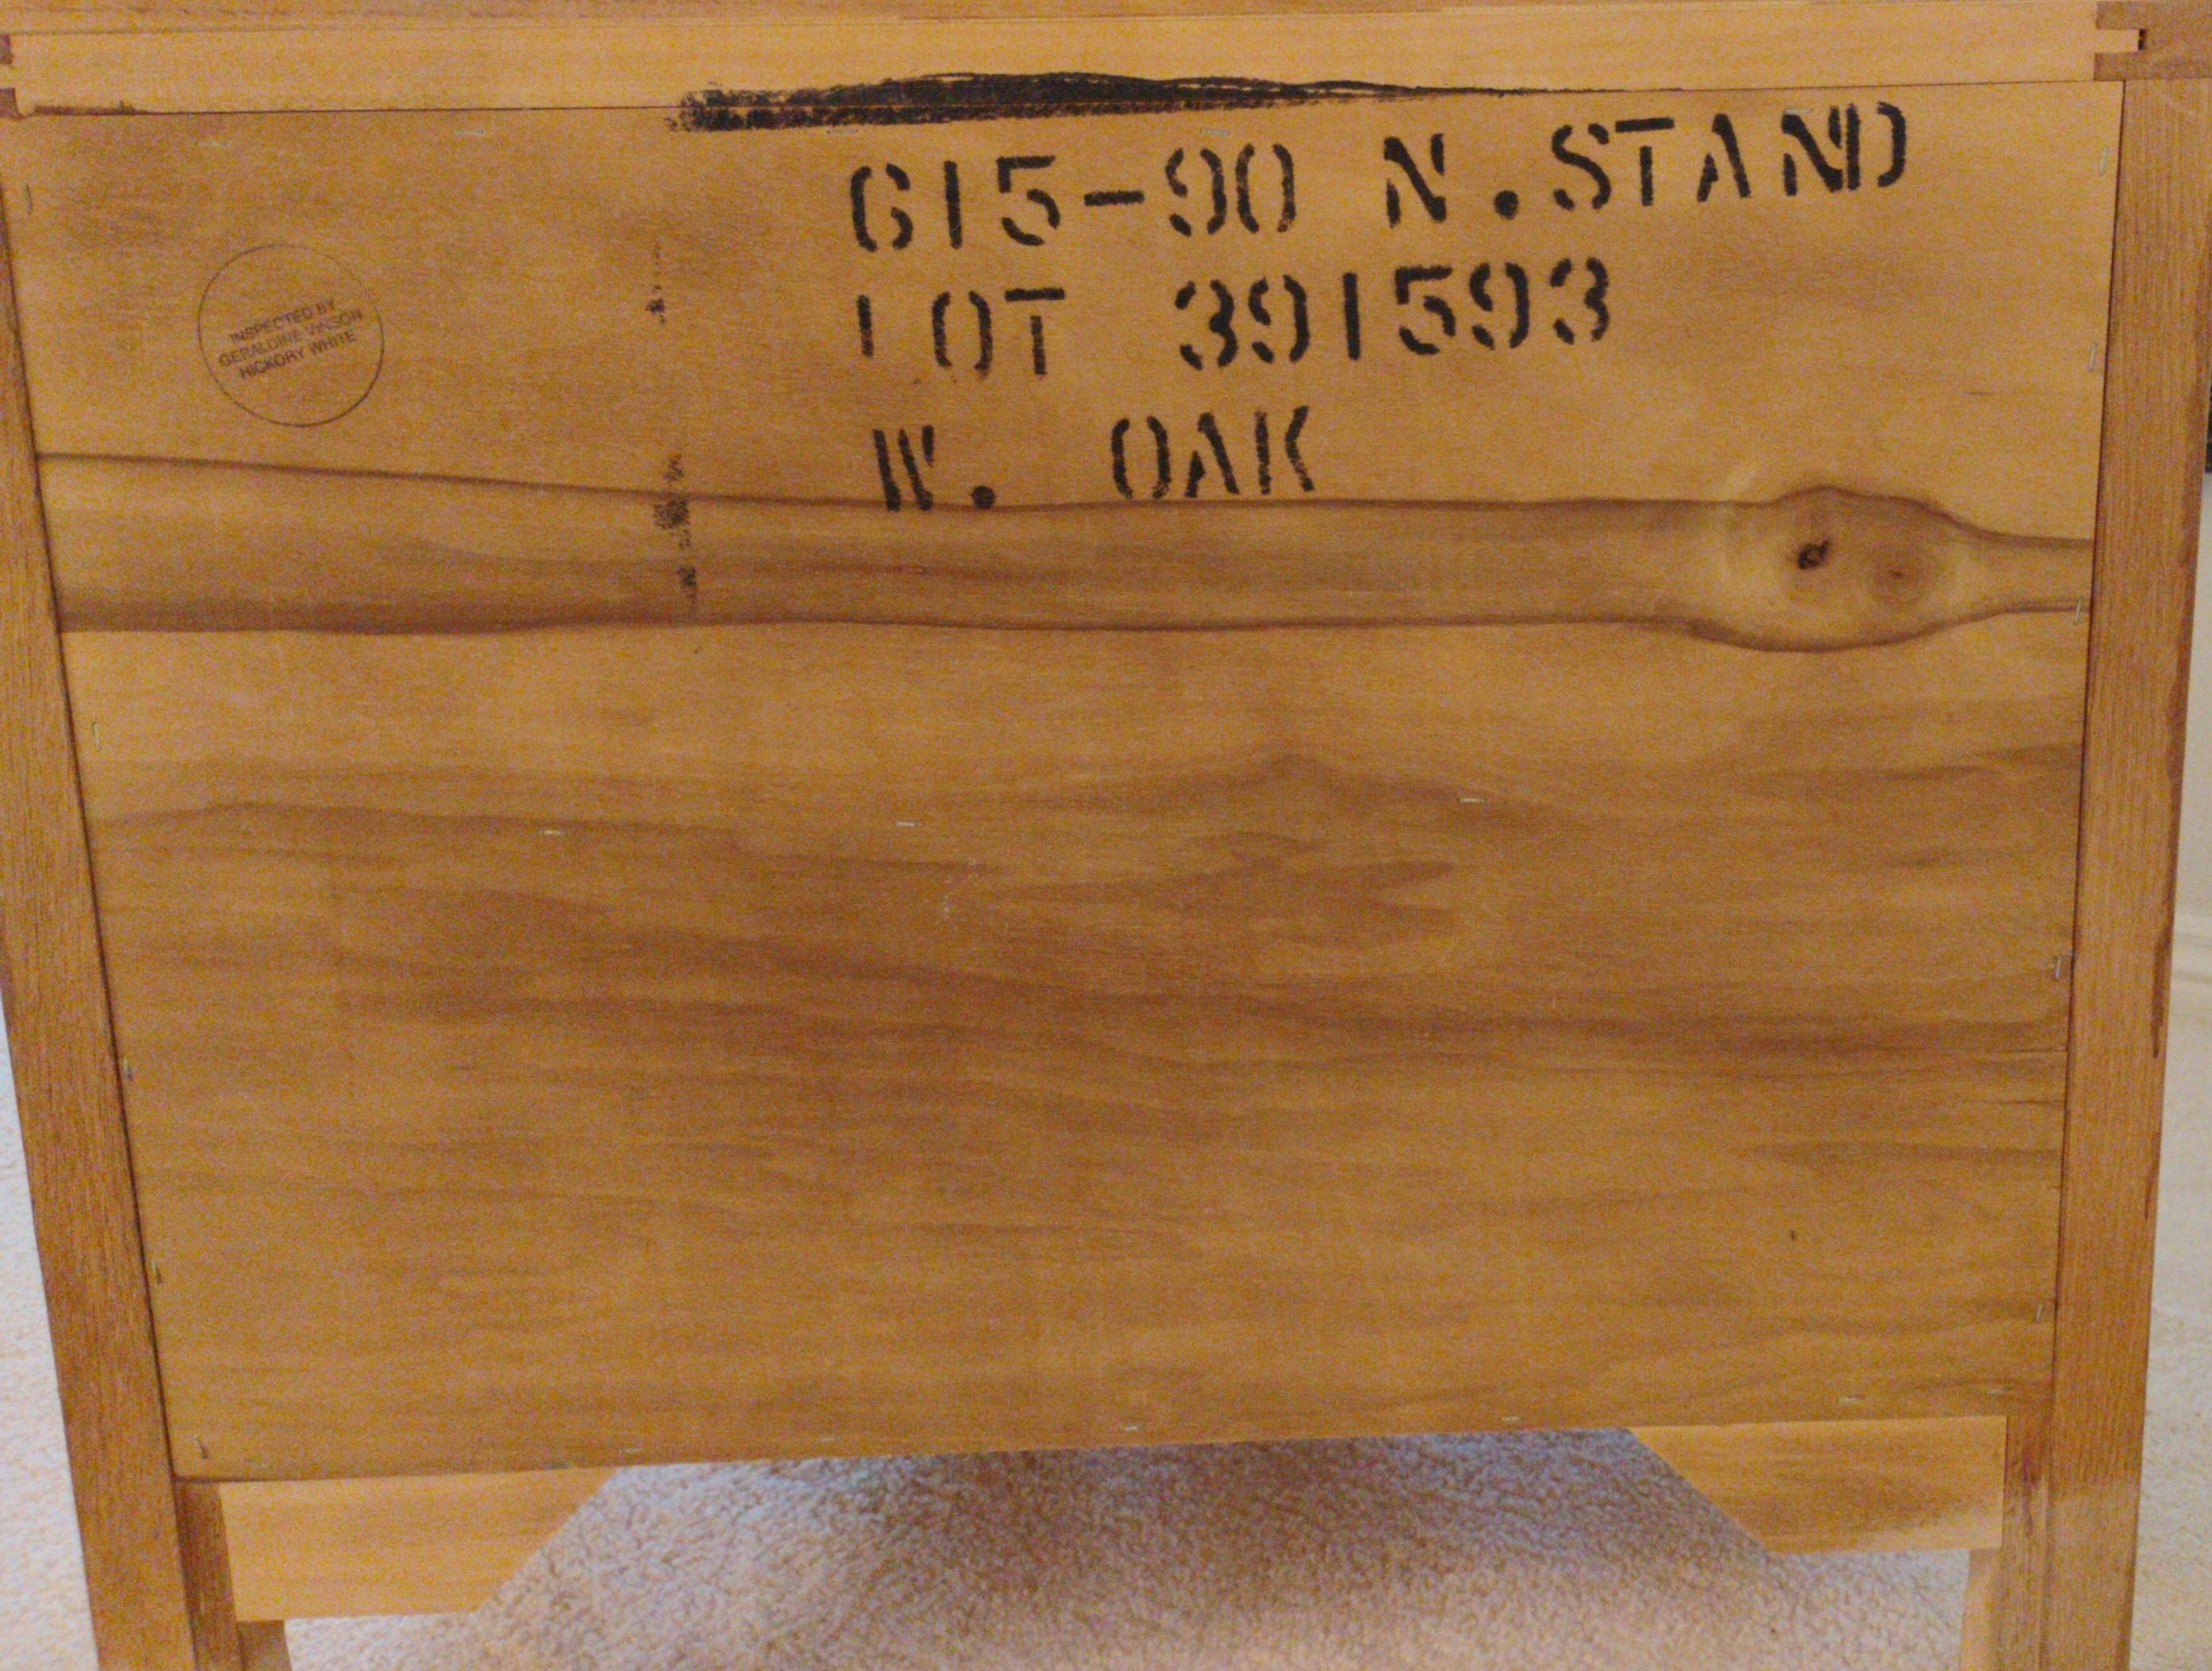 615-90 N.STAND
LOT 391593
W. OAK
INSPECTED BY
GERALDINE VINSON
HICKORY WHITE